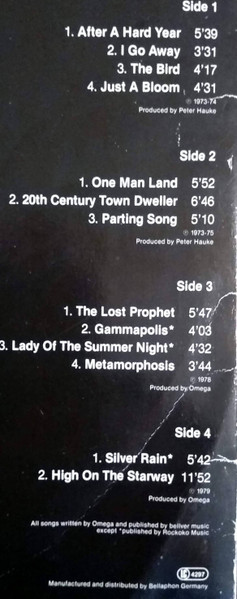 Side 1
1. After A Hard Year 5'39
2. I Go Away 3'31
3. The Bird 4'17
4. Just A Bloom 4'31
℗ 1973-74
Produced by Peter Hauke
Side 2
1. One Man Land 5'52
2. 20th Century Town Dweller 6'46
3. Parting Song 5'10
℗ 1973-75
Produced by Peter Hauke
Side 3
1. The Lost Prophet 5'47
2. Gammapolis* 4'03
3. Lady Of The Summer Night* 4'32
4. Metamorphosis 3'44
℗ 1978
Produced by Omega
Side 4
1. Silver Rain* 5'42
2. High On The Starway 11'52
℗ 1979
Produced by Omega
All songs written by Omega and published by bellver music
except *published by Rockoko Music
LC 4297
Manufactured and distributed by Bellaphon Germany